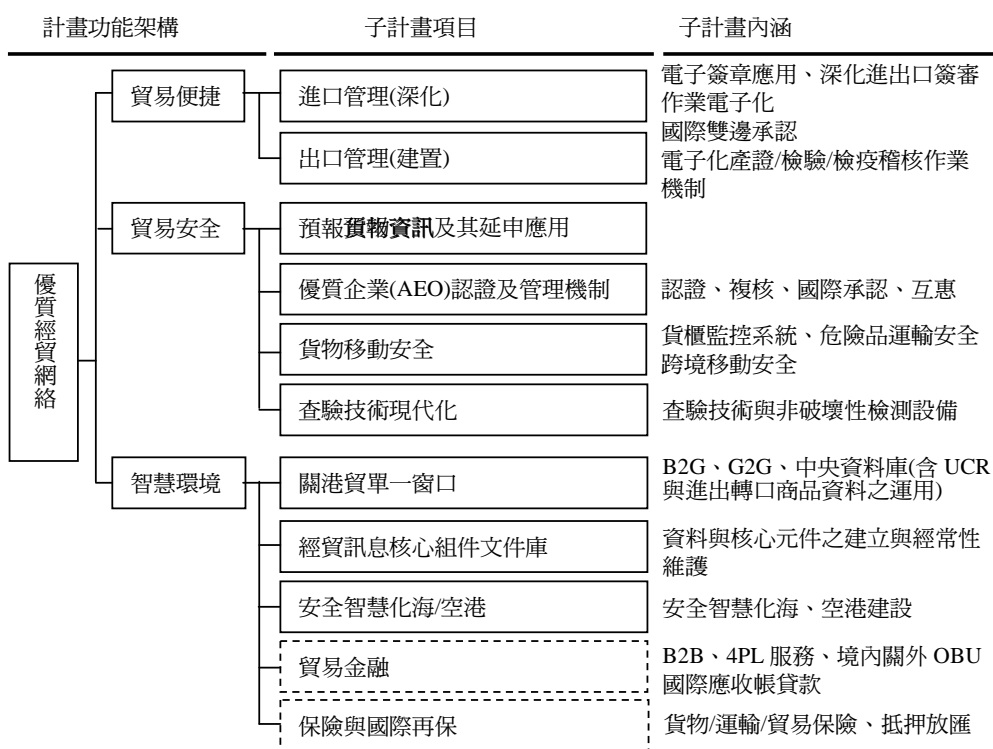 計畫功能架構
子計畫項目
子計畫內涵
優質經貿網絡
貿易便捷
進口管理(深化)
電子簽章應用、深化進出口簽審
作業電子化
國際雙邊承認
出口管理(建置)
電子化產證/檢驗/檢疫稽核作業
機制
貿易安全
預報貨物資訊及其延申應用
優質企業(AEO)認證及管理機制
認證、複核、國際承認、互惠
貨物移動安全
貨櫃監控系統、危險品運輸安全
跨境移動安全
查驗技術現代化
查驗技術與非破壞性檢測設備
智慧環境
關港貿單一窗口
B2G、G2G、中央資料庫(含 UCR
與進出轉口商品資料之運用)
經貿訊息核心組件文件庫
資料與核心元件之建立與經常性
維護
安全智慧化海/空港
安全智慧化海、空港建設
貿易金融
B2B、4PL 服務、境內關外 OBU
國際應收帳貸款
保險與國際再保
貨物/運輸/貿易保險、抵押放匯